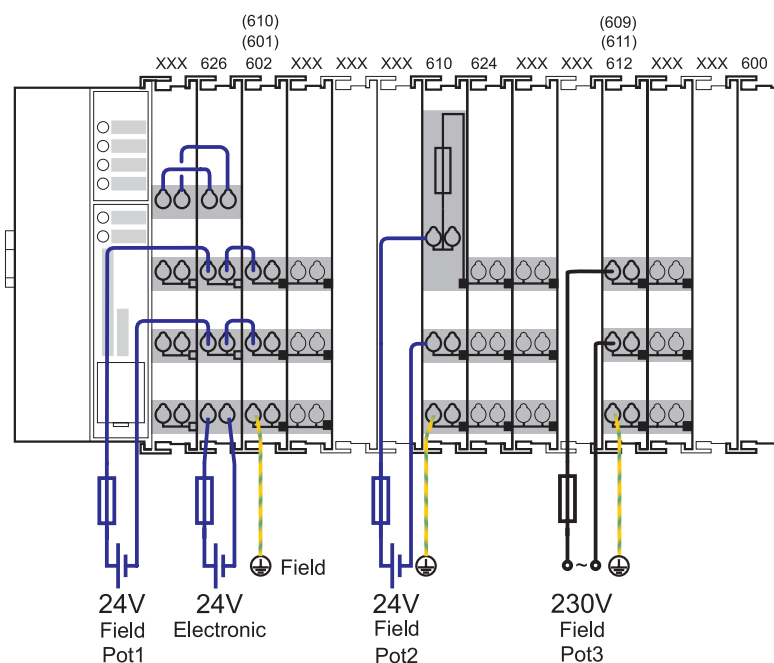 (610) (609)
(601) (611)
XXX 626 602 XXX XXX XXX 610 624 XXX XXX 612 XXX XXX 600
Field
~
24V 24V 24V 230V
Field Electronic Field Field
Pot1 Pot2 Pot3